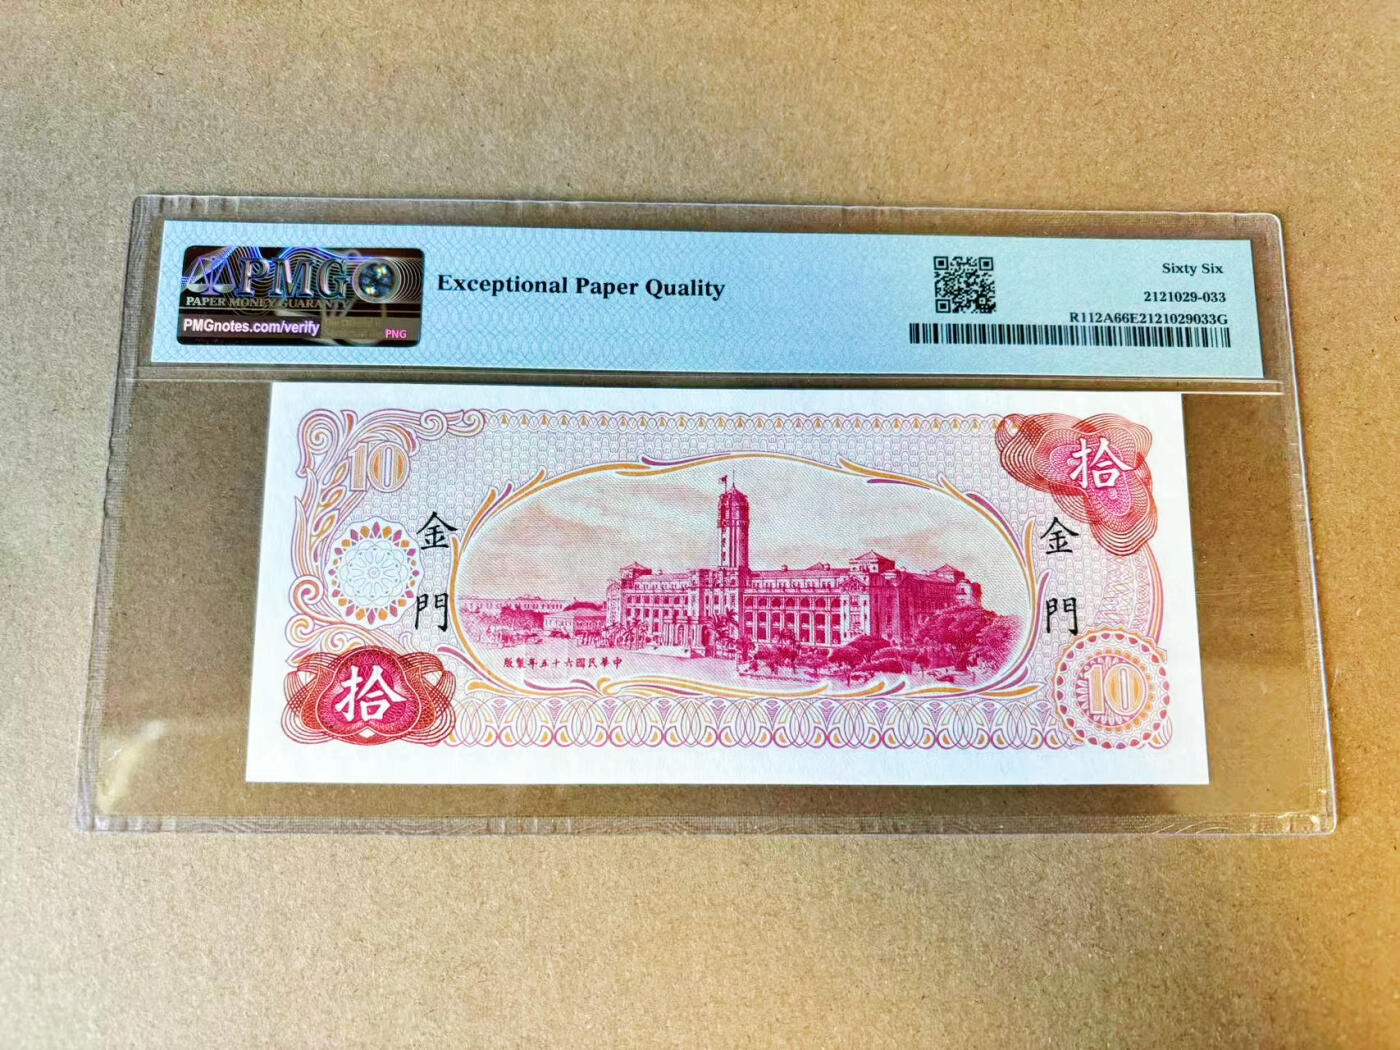 PMG
PAPER MONEY GUARANTY
PMGnotes.com/verify
PNG
Exceptional Paper Quality
Sixty Six
2121029-033
R112A66E2121029033G
10
拾
金門
金門
版製年五十六國民華中
拾
10